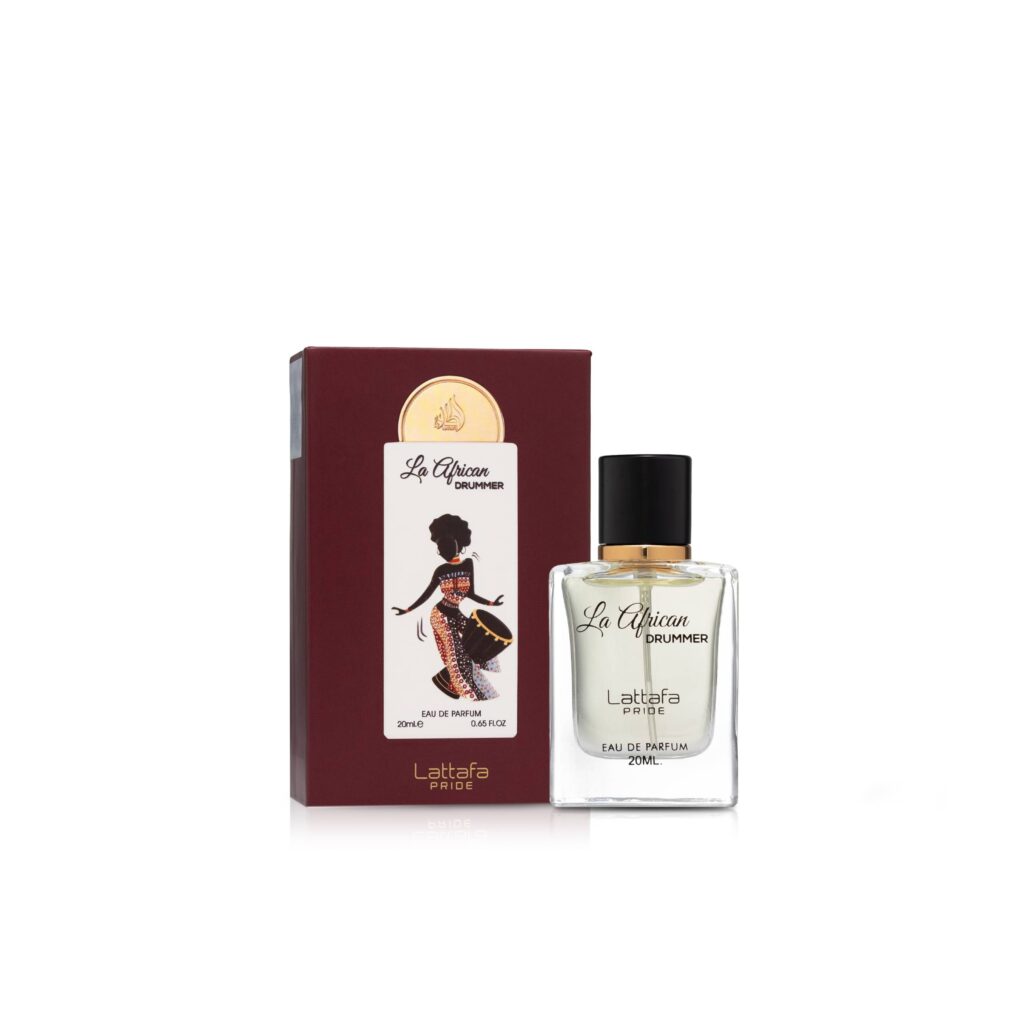 La African
DRUMMER
EAU DE PARFUM
20mL.e 0.65 FL.OZ
Lattafa
PRIDE
La African
DRUMMER
Lattafa
PRIDE
EAU DE PARFUM
20ML.